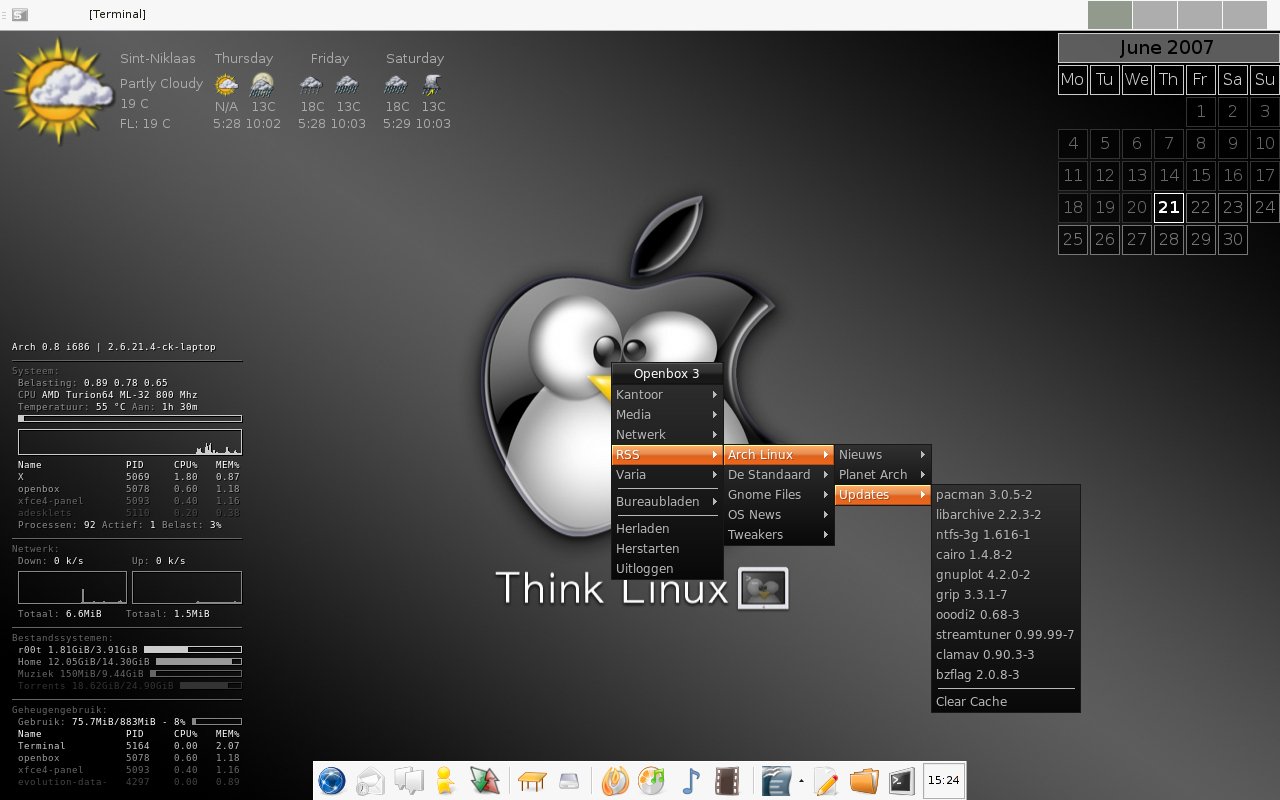 [Terminal]
Sint-Niklaas
Partly Cloudy
19 C
FL: 19 C
Thursday Friday Saturday
N/A 13C 18C 13C 18C 13C
5:28 10:02 5:28 10:03 5:29 10:03
June 2007
Mo Tu We Th Fr Sa Su
1 2 3
4 5 6 7 8 9 10
11 12 13 14 15 16 17
18 19 20 21 22 23 24
25 26 27 28 29 30
Arch 0.8 i686 | 2.6.21.4-ck-laptop
Systeem:
Belasting: 0.89 0.78 0.65
CPU AMD Turion64 ML-32 800 Mhz
Temperatuur: 55 °C Aan: 1h 30m
Name PID CPU% MEM%
X 5069 1.80 0.87
openbox 5078 0.60 1.18
xfce4-panel 5093 0.40 1.16
adesklets 5110 0.20 0.38
Processen: 92 Actief: 1 Belast: 3%
Netwerk:
Down: 0 k/s Up: 0 k/s
Totaal: 6.6MiB Totaal: 1.5MiB
Bestandssystemen:
r00t 1.81GiB/3.91GiB
Home 12.05GiB/14.30GiB
Muziek 150MiB/9.44GiB
Torrents 18.62GiB/24.90GiB
Geheugengebruik:
Gebruik: 75.7MiB/883MiB - 8%
Name PID CPU% MEM%
Terminal 5164 0.00 2.07
openbox 5078 0.60 1.18
xfce4-panel 5093 0.40 1.16
evolution-data- 4297 0.00 0.89
Openbox 3
Kantoor
Media
Netwerk
RSS
Varia
Bureaubladen
Herladen
Herstarten
Uitloggen
Arch Linux
De Standaard
Gnome Files
OS News
Tweakers
Nieuws
Planet Arch
Updates
pacman 3.0.5-2
libarchive 2.2.3-2
ntfs-3g 1.616-1
cairo 1.4.8-2
gnuplot 4.2.0-2
grip 3.3.1-7
ooodi2 0.68-3
streamtuner 0.99.99-7
clamav 0.90.3-3
bzflag 2.0.8-3
Clear Cache
Think Linux
15:24